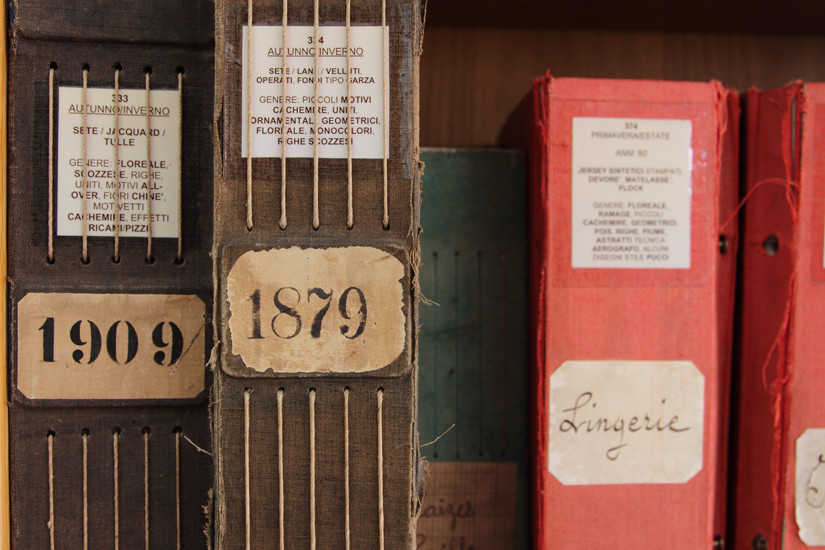 333
AUTUNNO/INVERNO
SETE / JACQUARD /
TULLE
GENERE: FLOREALE,
SCOZZESE, RIGHE,
UNITI, MOTIVI ALL-
OVER, FIORI CHINE',
MOTIVETTI
CACHEMIRE, EFFETTI
RICAMI/PIZZI
1909
334
AUTUNNO/INVERNO
SETE / LANE / VELLUTI,
OPERATI, FONDI TIPO GARZA
GENERE: PICCOLI MOTIVI
CACHEMIRE, UNITI,
ORNAMENTALE, GEOMETRICI,
FLOREALE, MONOCOLORI,
RIGHE SCOZZESI
1879
374
PRIMAVERA/ESTATE
ANNI '60
JERSEY SINTETICI STAMPATI,
DEVORE', MATELASSE'
FLOCK
GENERE: FLOREALE,
RAMAGE, PICCOLI
CACHEMIRE, GEOMETRICI,
POIS, RIGHE, PIUME,
ASTRATTI TECNICA
AEROGRAFO, ALCUNI
DISEGNI STILE PUCCI
Lingerie